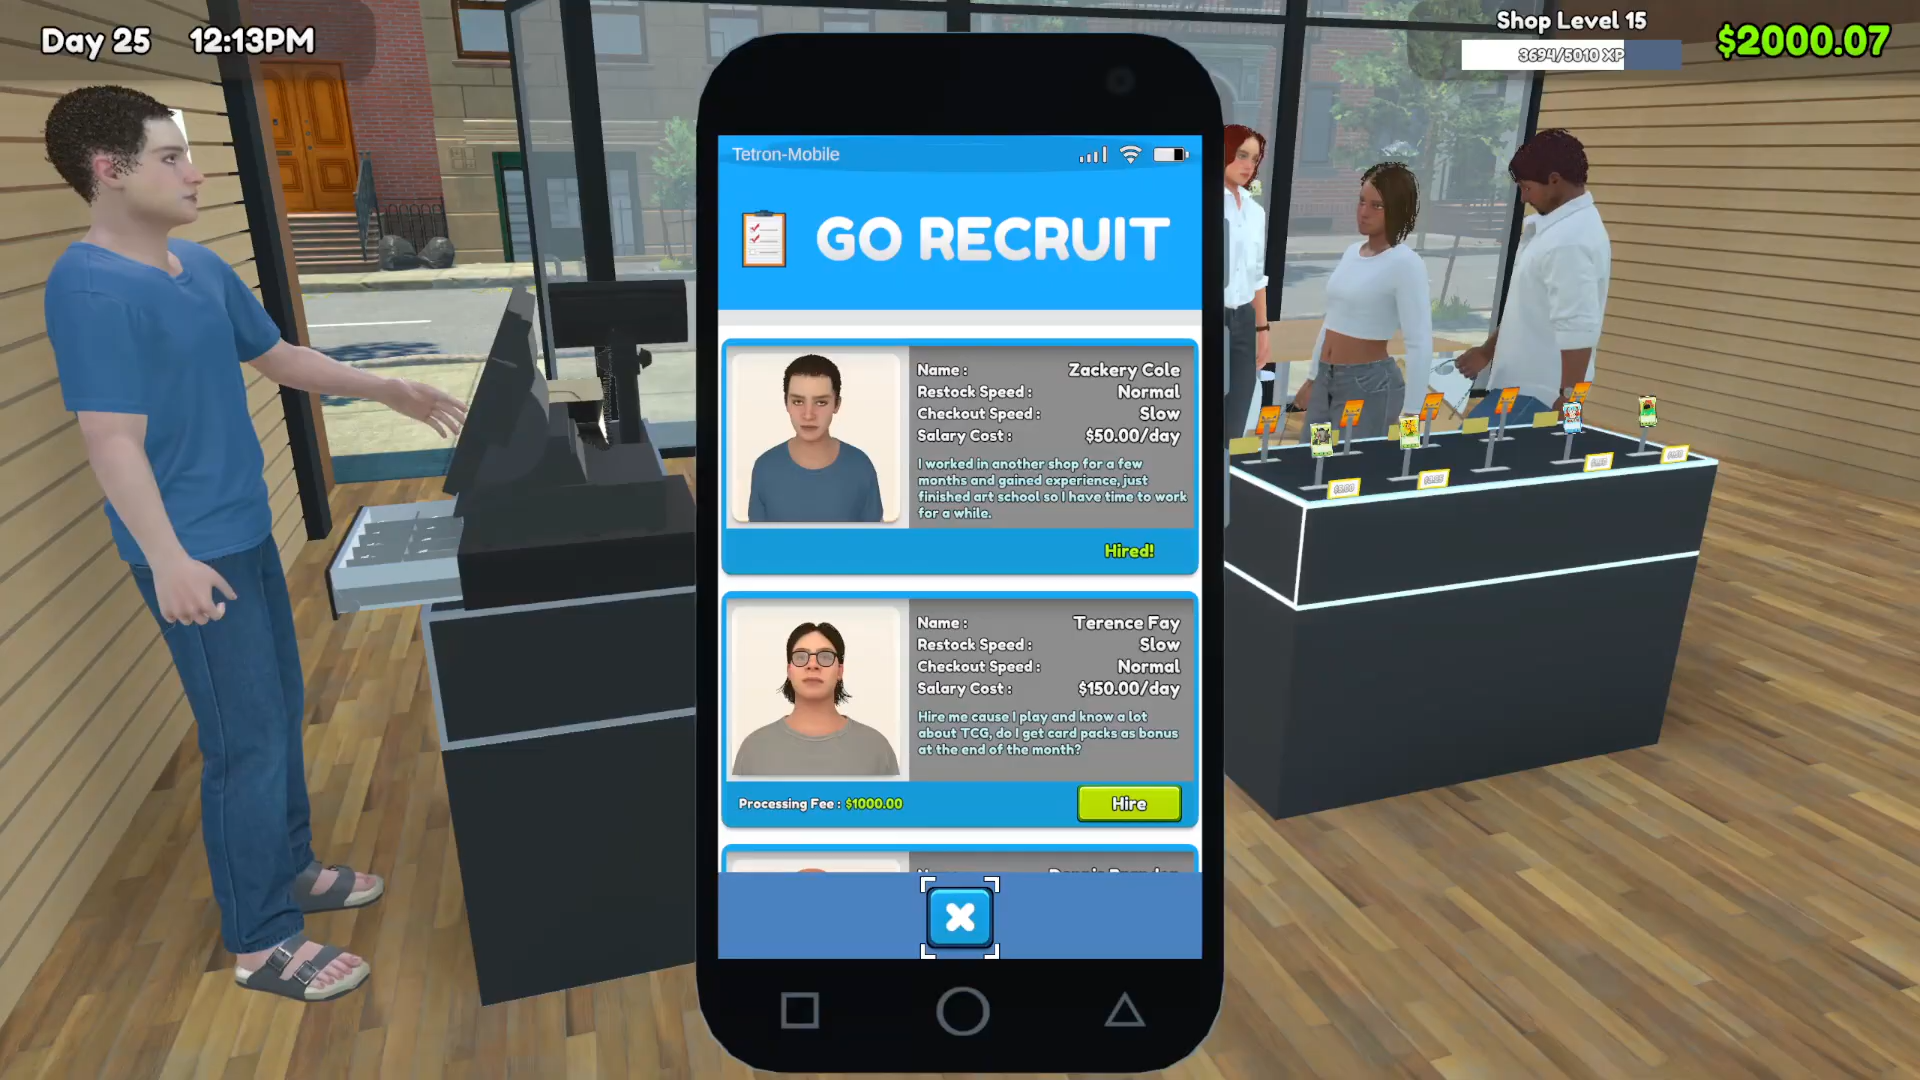 Day 25 12:13PM
Shop Level 15
3694/5010 XP
$2000.07
Tetron-Mobile
GO RECRUIT
Name : Zackery Cole
Restock Speed : Normal
Checkout Speed : Slow
Salary Cost : $50.00/day
I worked in another shop for a few
months and gained experience, just
finished art school so I have time to work
for a while.
Hired!
Name : Terence Fay
Restock Speed : Slow
Checkout Speed : Normal
Salary Cost : $150.00/day
Hire me cause I play and know a lot
about TCG, do I get card packs as bonus
at the end of the month?
Processing Fee : $1000.00
Hire